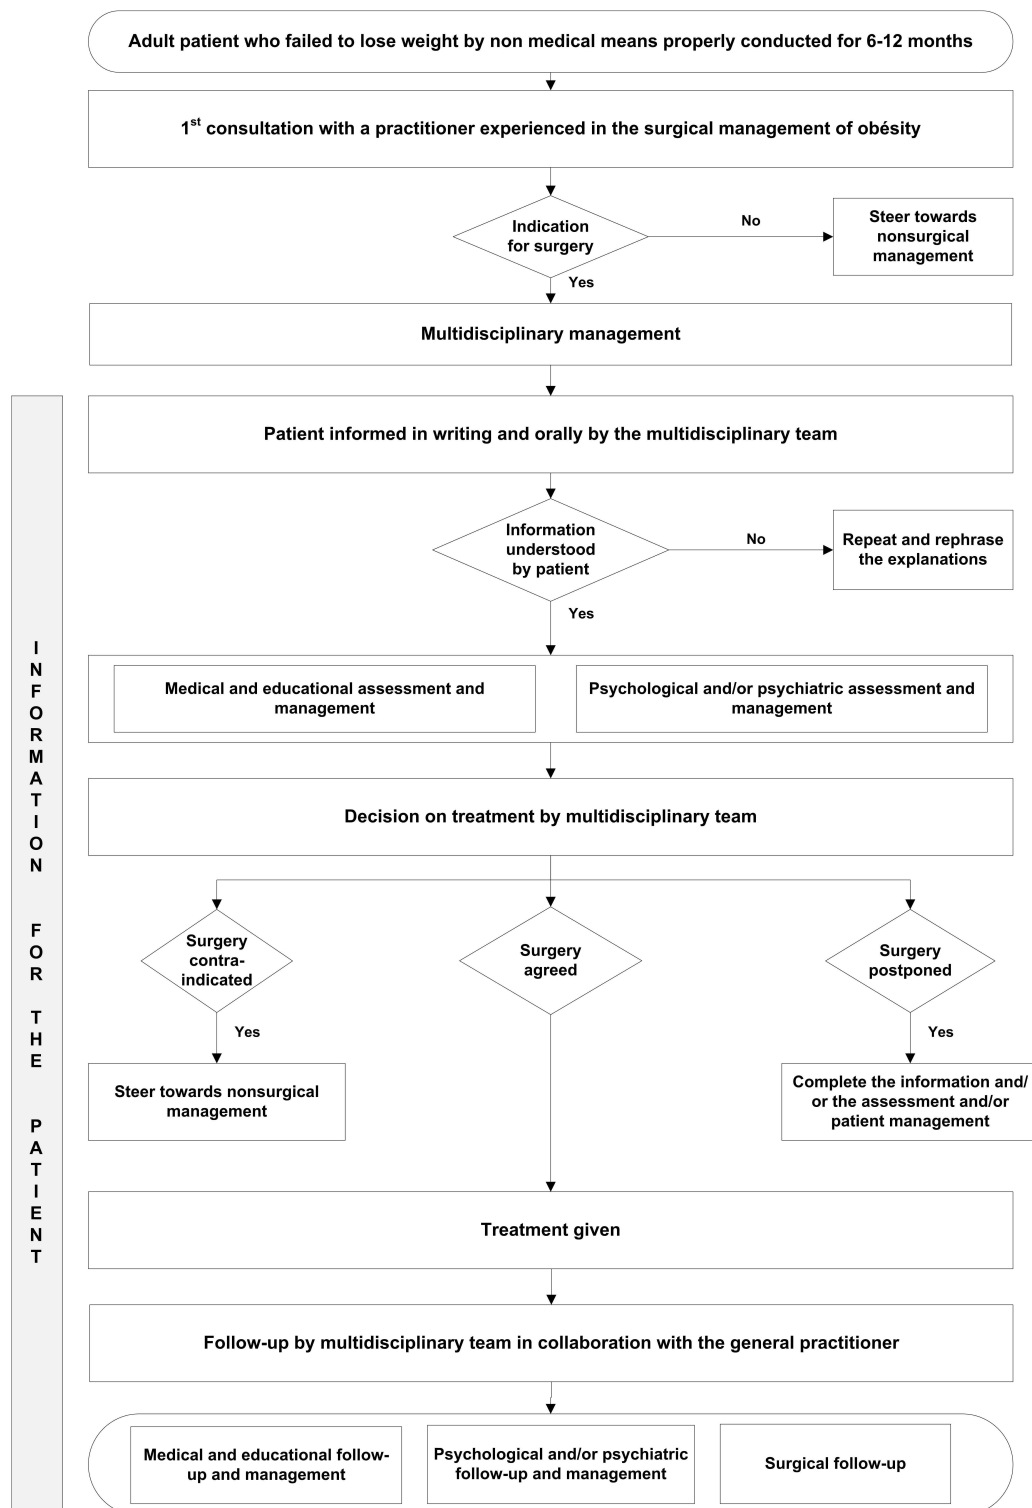 Adult patient who failed to lose weight by non medical means properly conducted for 6-12 months
1st consultation with a practitioner experienced in the surgical management of obésity
Indication
for surgery
No
Steer towards
nonsurgical
management
Yes
Multidisciplinary management
Patient informed in writing and orally by the multidisciplinary team
Information
understood
by patient
No
Repeat and rephrase
the explanations
Yes
Medical and educational assessment and
management
Psychological and/or psychiatric assessment and
management
Decision on treatment by multidisciplinary team
Surgery
contra-
indicated
Surgery
agreed
Surgery
postponed
Yes
Yes
Steer towards nonsurgical
management
Complete the information and/
or the assessment and/or
patient management
Treatment given
Follow-up by multidisciplinary team in collaboration with the general practitioner
Medical and educational follow-
up and management
Psychological and/or psychiatric
follow-up and management
Surgical follow-up
INFORMATION FOR THE PATIENT